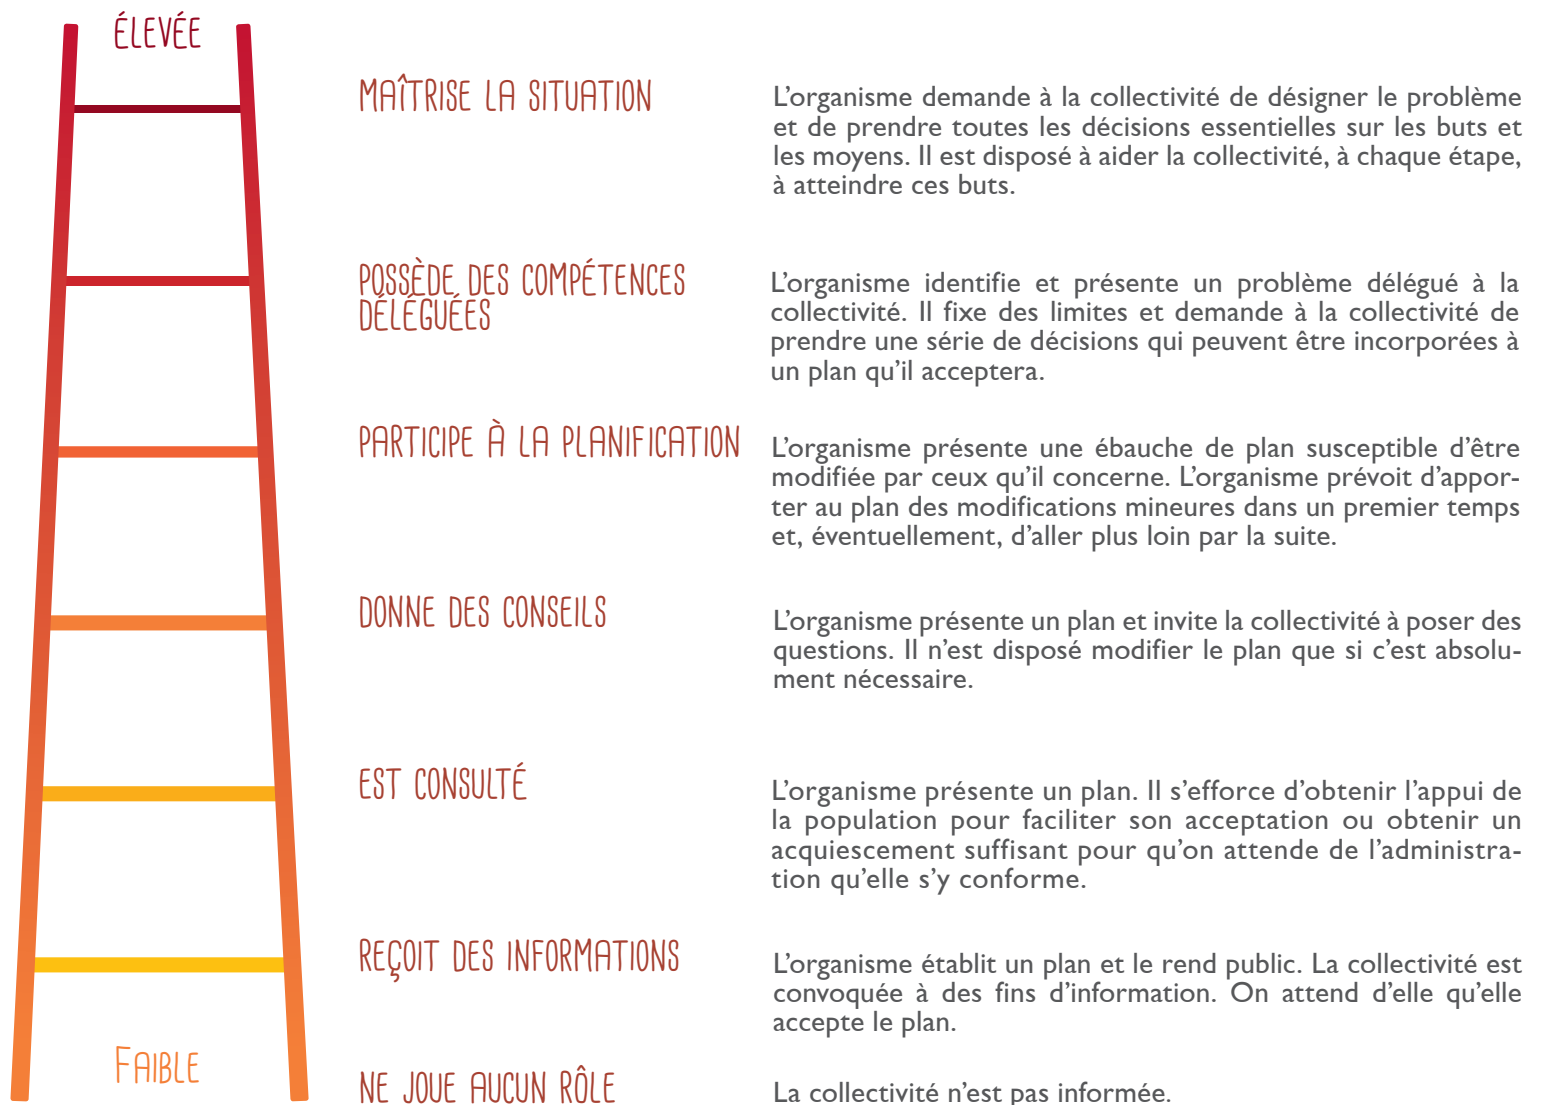 ÉLEVÉE
MAÎTRISE LA SITUATION
L'organisme demande à la collectivité de désigner le problème
et de prendre toutes les décisions essentielles sur les buts et
les moyens. Il est disposé à aider la collectivité, à chaque étape,
à atteindre ces buts.
POSSÈDE DES COMPÉTENCES
DÉLÉGUÉES
L'organisme identifie et présente un problème délégué à la
collectivité. Il fixe des limites et demande à la collectivité de
prendre une série de décisions qui peuvent être incorporées à
un plan qu'il acceptera.
PARTICIPE À LA PLANIFICATION
L'organisme présente une ébauche de plan susceptible d'être
modifiée par ceux qu'il concerne. L'organisme prévoit d'appor-
ter au plan des modifications mineures dans un premier temps
et, éventuellement, d'aller plus loin par la suite.
DONNE DES CONSEILS
L'organisme présente un plan et invite la collectivité à poser des
questions. Il n'est disposé modifier le plan que si c'est absolu-
ment nécessaire.
EST CONSULTÉ
L'organisme présente un plan. Il s'efforce d'obtenir l'appui de
la population pour faciliter son acceptation ou obtenir un
acquiescement suffisant pour qu'on attende de l'administra-
tion qu'elle s'y conforme.
REÇOIT DES INFORMATIONS
L'organisme établit un plan et le rend public. La collectivité est
convoquée à des fins d'information. On attend d'elle qu'elle
accepte le plan.
FAIBLE
NE JOUE AUCUN RÔLE
La collectivité n'est pas informée.